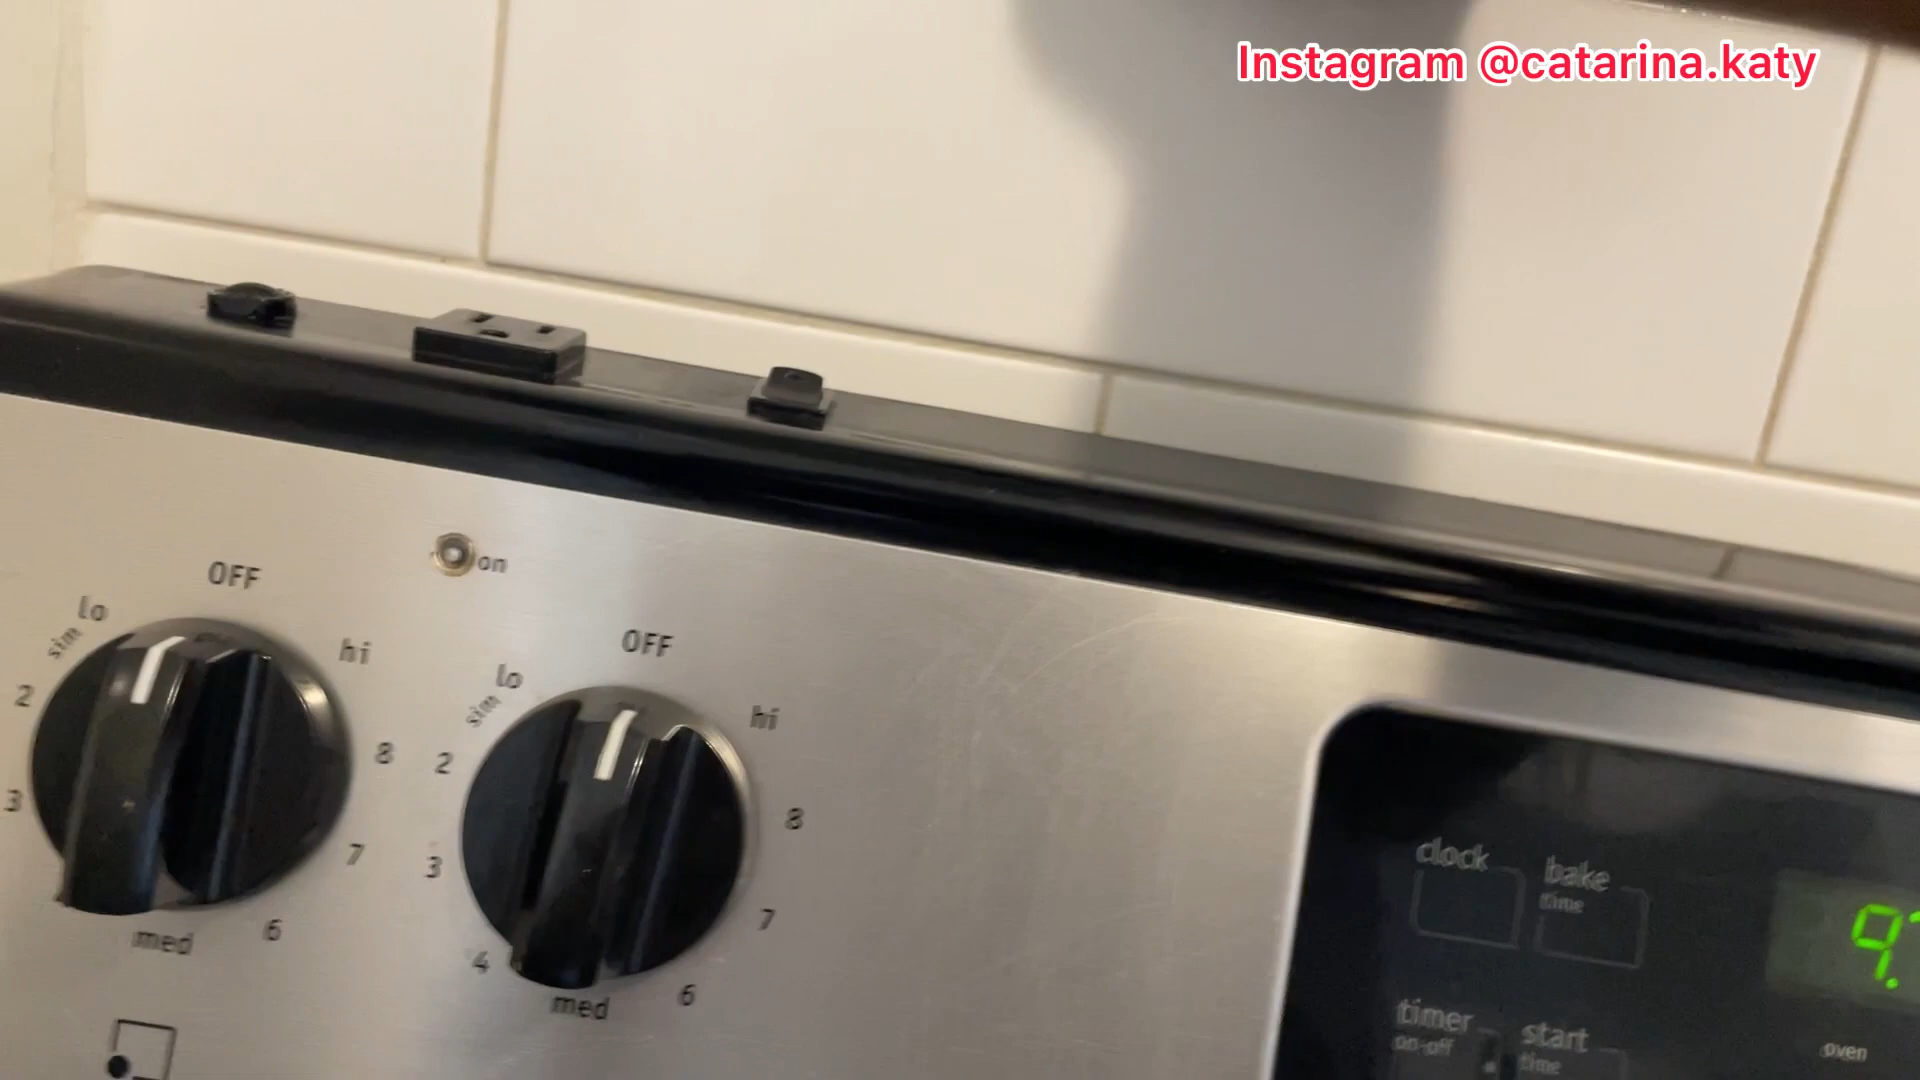 Instagram @catarina.katy
on
OFF
lo
sim
hi
2
8
3
7
med
6
OFF
lo
sim
hi
2
8
3
7
4
med
6
clock
bake
time
9
timer
on-off
start
time
oven